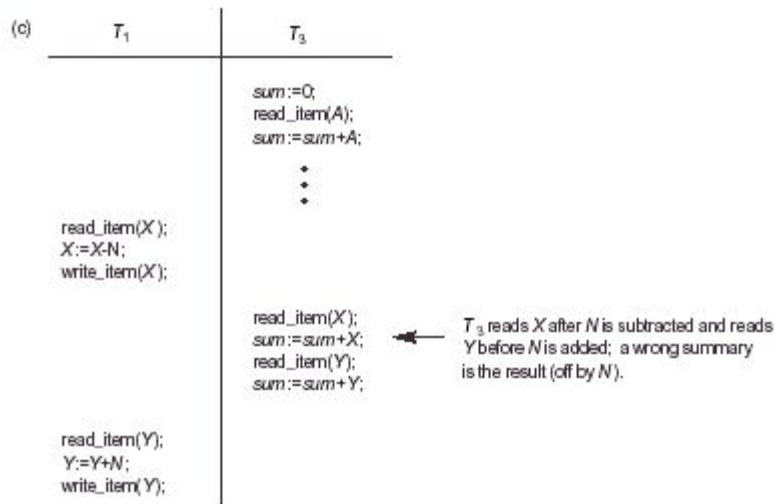 (c) T₁ T₃
sum:=0;
read_item(A);
sum:=sum+A;
read_item(X);
X:=X-N;
write_item(X);
read_item(X);
sum:=sum+X;
read_item(Y);
sum:=sum+Y;
T₃ reads X after N is subtracted and reads
Y before N is added; a wrong summary
is the result (off by N).
read_item(Y);
Y:=Y+N;
write_item(Y);